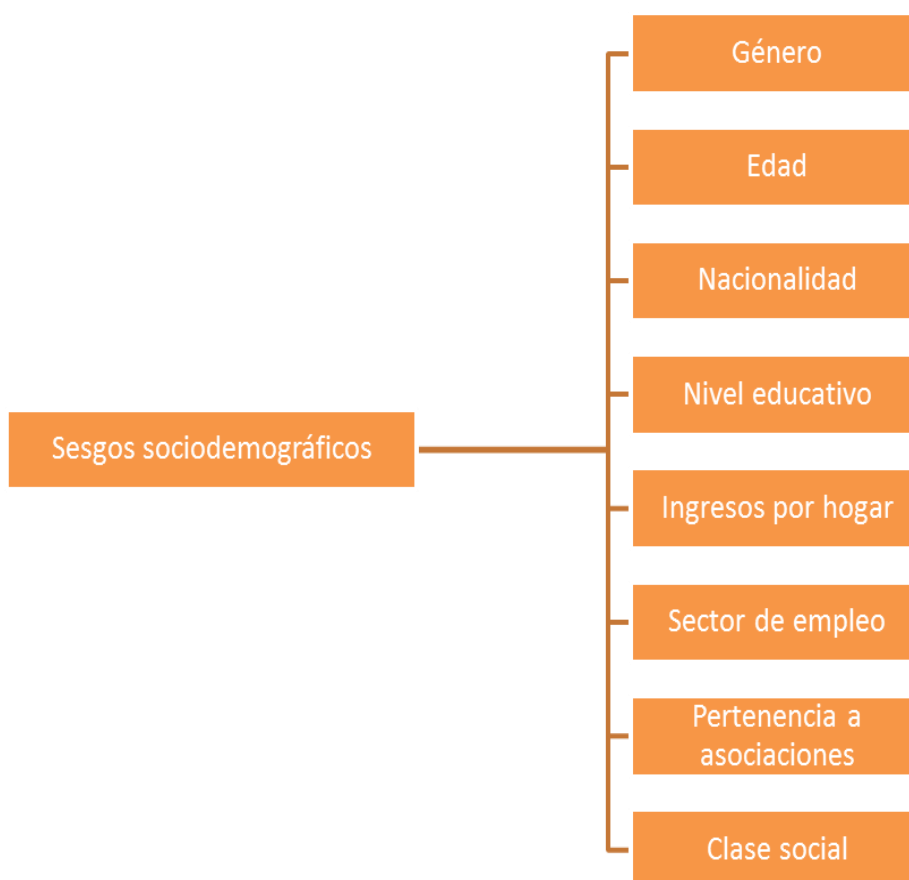 Género
Edad
Nacionalidad
Nivel educativo
Sesgos sociodemográficos
Ingresos por hogar
Sector de empleo
Pertenencia a
asociaciones
Clase social